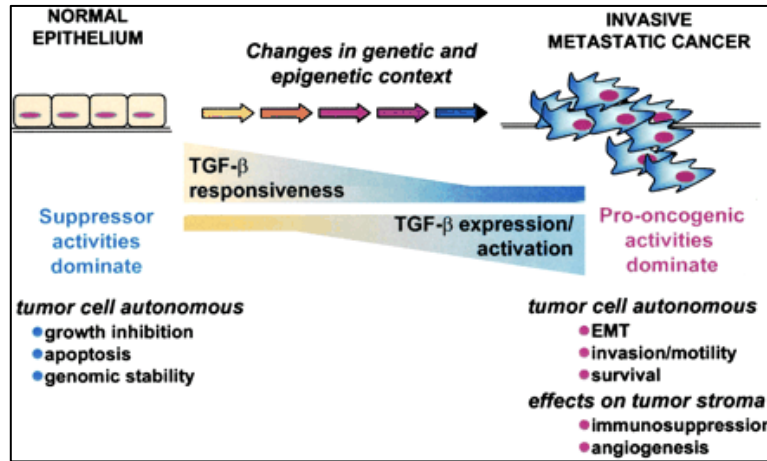 NORMAL
EPITHELIUM
Changes in genetic and
epigenetic context
INVASIVE
METASTATIC CANCER
TGF-β
responsiveness
TGF-β expression/
activation
Suppressor
activities
dominate
Pro-oncogenic
activities
dominate
tumor cell autonomous
growth inhibition
apoptosis
genomic stability
tumor cell autonomous
EMT
invasion/motility
survival
effects on tumor stroma
immunosuppression
angiogenesis